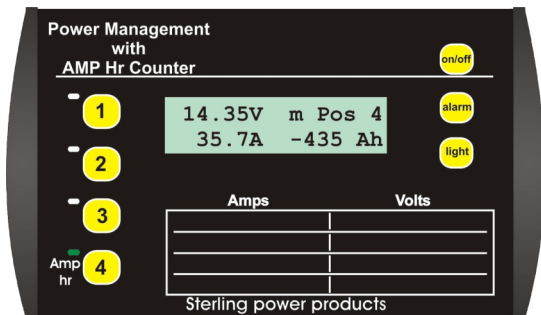 Power Management
with
AMP Hr Counter
on/off
1
14.35V m Pos 4
35.7A -435 Ah
alarm
2
light
3
Amps Volts
Amp
hr
4
Sterling power products